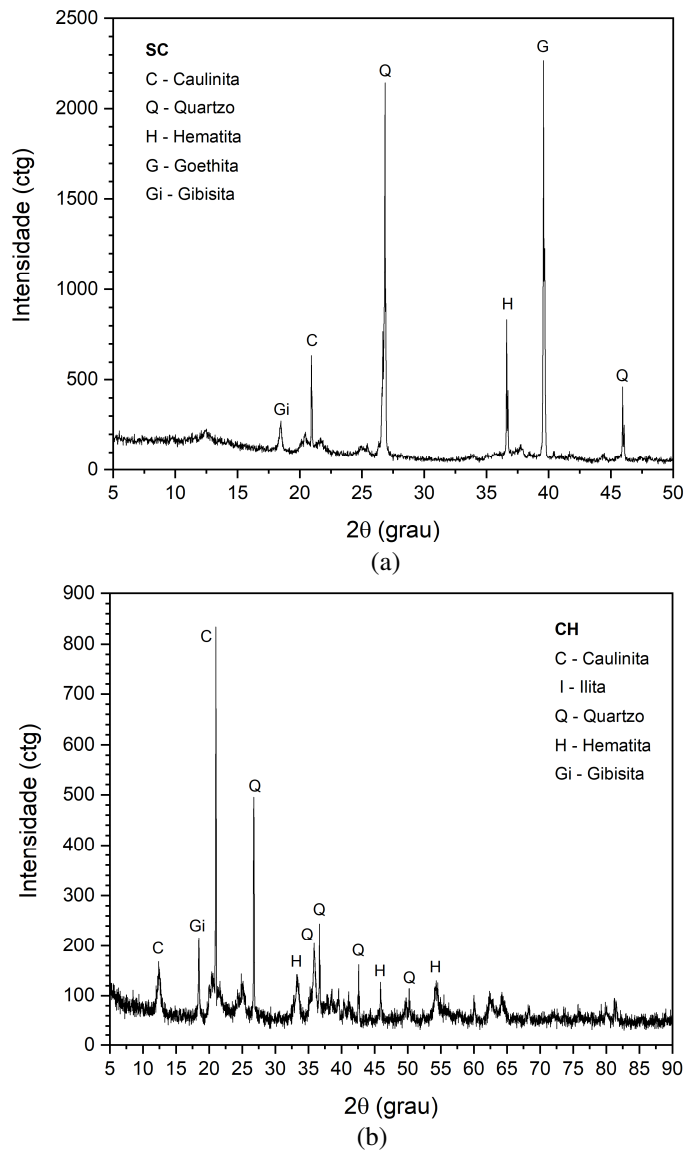 SC
C - Caulinita
Q - Quartzo
H - Hematita
G - Goethita
Gi - Gibisita
Gi
C
Q
H
G
Q
2500
2000
1500
1000
500
0
Intensidade (ctg)
5 10 15 20 25 30 35 40 45 50
2θ (grau)
(a)
CH
C - Caulinita
I - Ilita
Q - Quartzo
H - Hematita
Gi - Gibisita
C
Gi
C
Q
H
Q
Q
Q
H
Q
H
900
800
700
600
500
400
300
200
100
0
Intensidade (ctg)
5 10 15 20 25 30 35 40 45 50 55 60 65 70 75 80 85 90
2θ (grau)
(b)